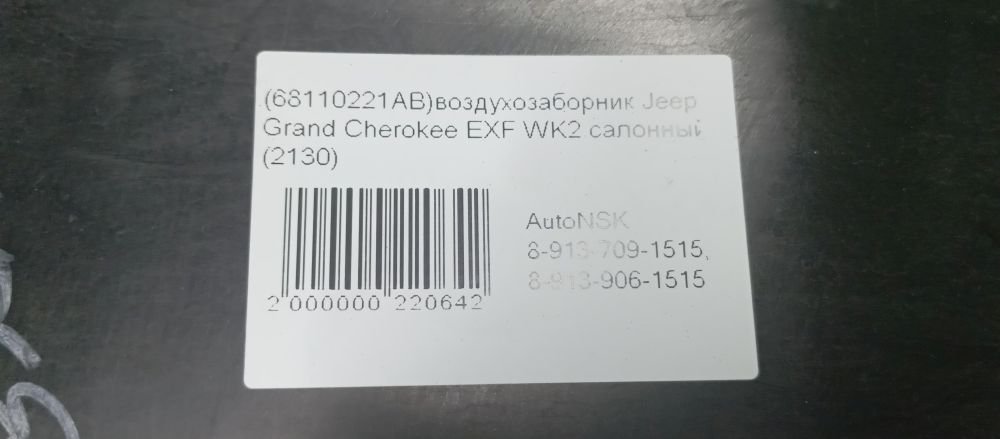 (68110221AB)воздухозаборник Jeep
Grand Cherokee EXF WK2 салонный
(2130)
AutoNSK
8-913-709-1515,
8-913-906-1515
2 000000 220642